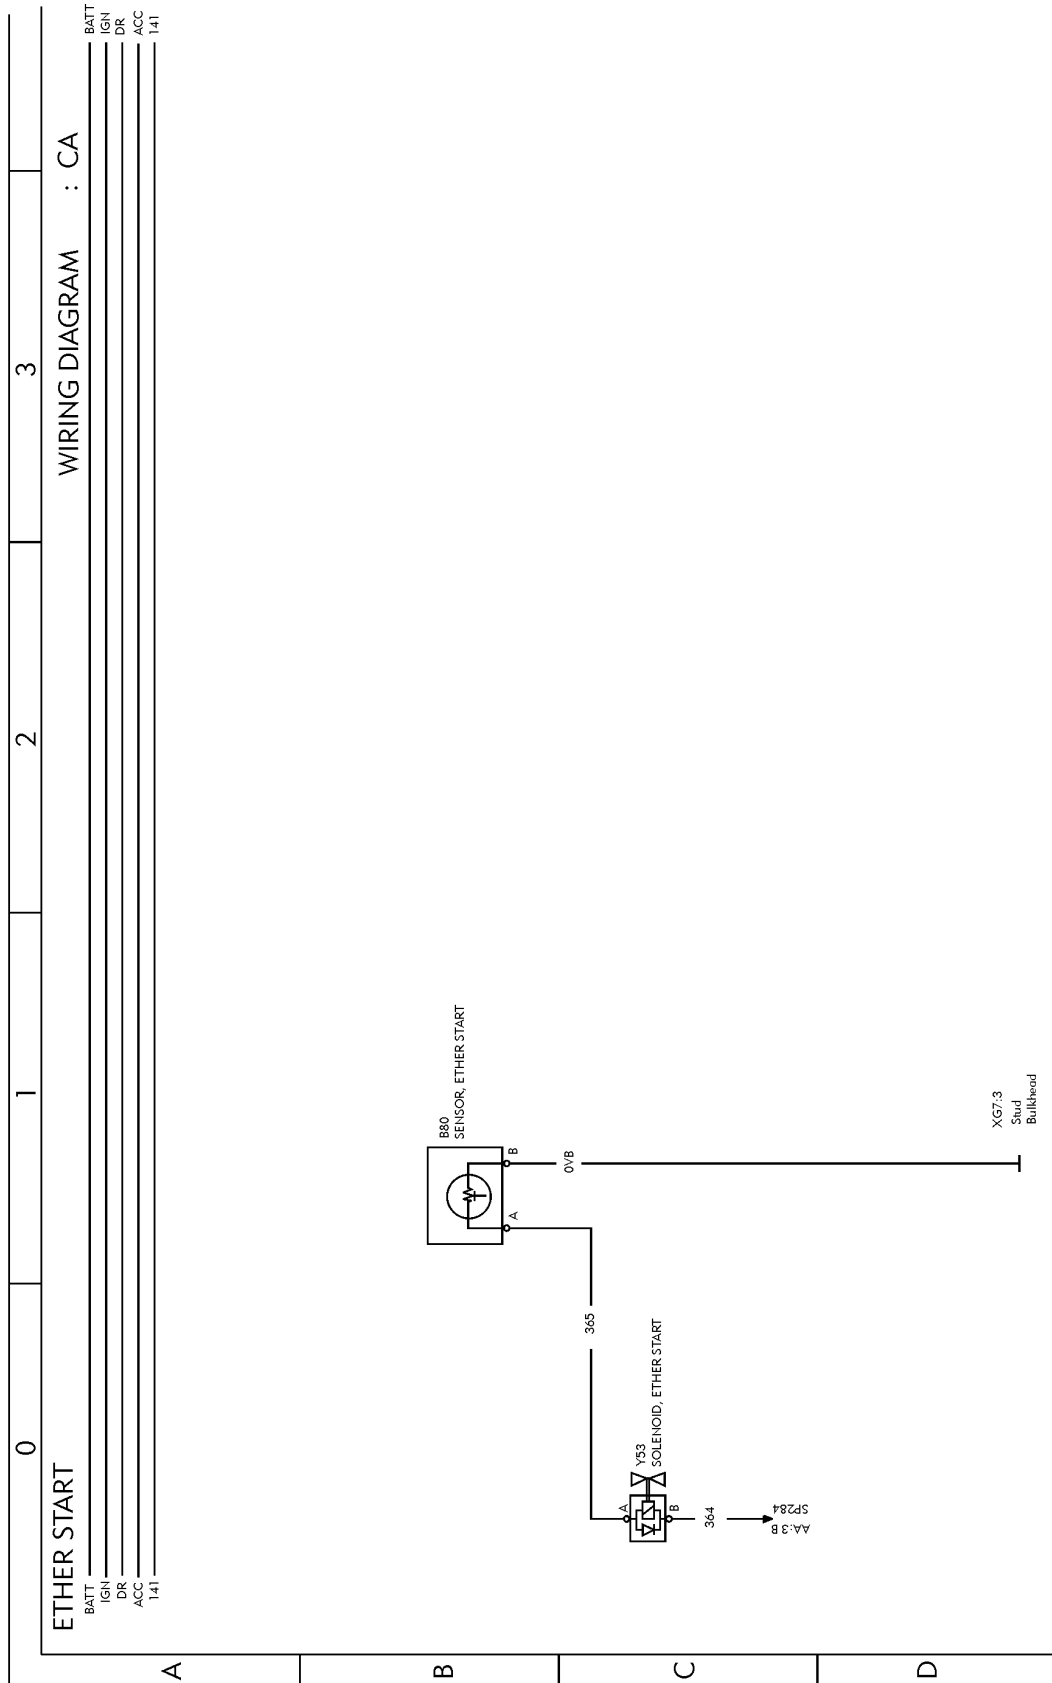 0
1
2
3
ETHER START
WIRING DIAGRAM : CA
BATT
BATT
IGN
IGN
DR
DR
ACC
ACC
141
141
A
B
C
D
B80
SENSOR, ETHER START
A
B
0VB
365
Y53
SOLENOID, ETHER START
A
B
364
AA:3.B
SP284
XG7:3
Stud
Bulkhead